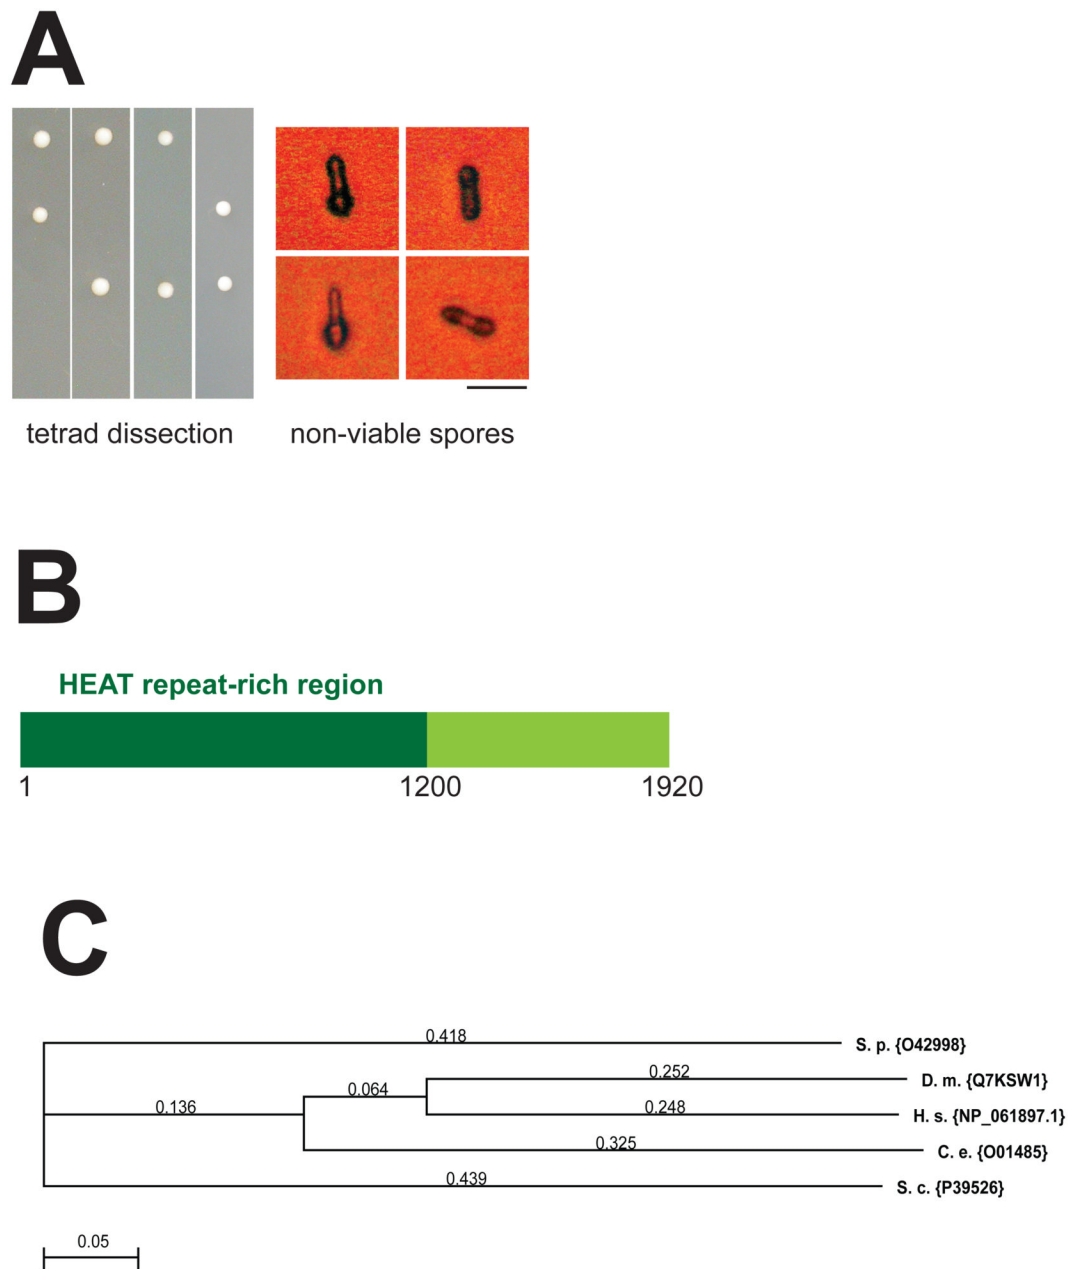 A
tetrad dissection
non-viable spores
B
HEAT repeat-rich region
1
1200
1920
C
0.418
S. p. {O42998}
0.252
D. m. {Q7KSW1}
0.064
0.136
0.248
H. s. {NP_061897.1}
0.325
C. e. {O01485}
0.439
S. c. {P39526}
0.05